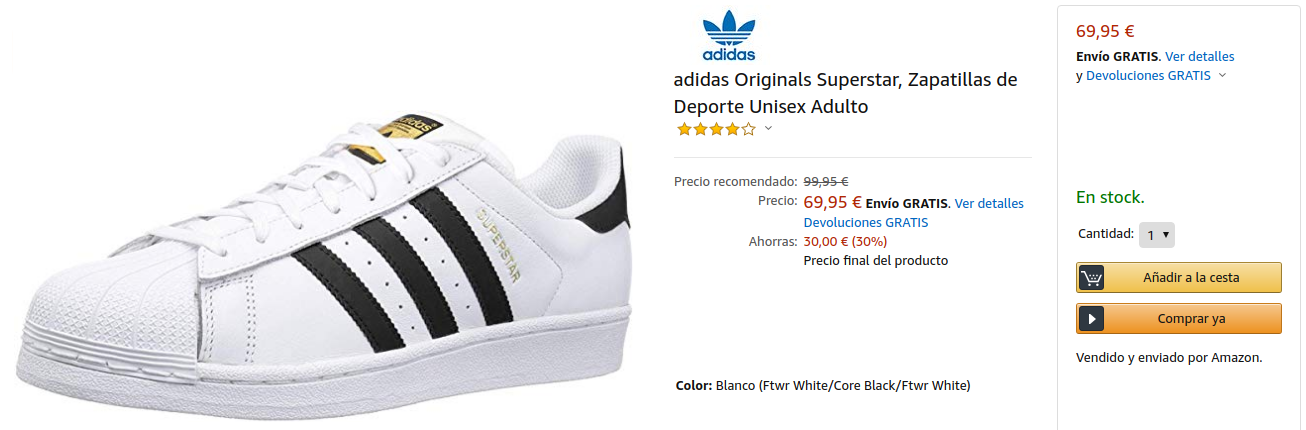 adidas
SUPERSTAR
adidas
adidas Originals Superstar, Zapatillas de
Deporte Unisex Adulto
Precio recomendado: 99,95 €
Precio: 69,95 € Envío GRATIS. Ver detalles
Devoluciones GRATIS
Ahorras: 30,00 € (30%)
Precio final del producto
Color: Blanco (Ftwr White/Core Black/Ftwr White)
69,95 €
Envío GRATIS. Ver detalles
y Devoluciones GRATIS
En stock.
Cantidad: 1
Añadir a la cesta
Comprar ya
Vendido y enviado por Amazon.